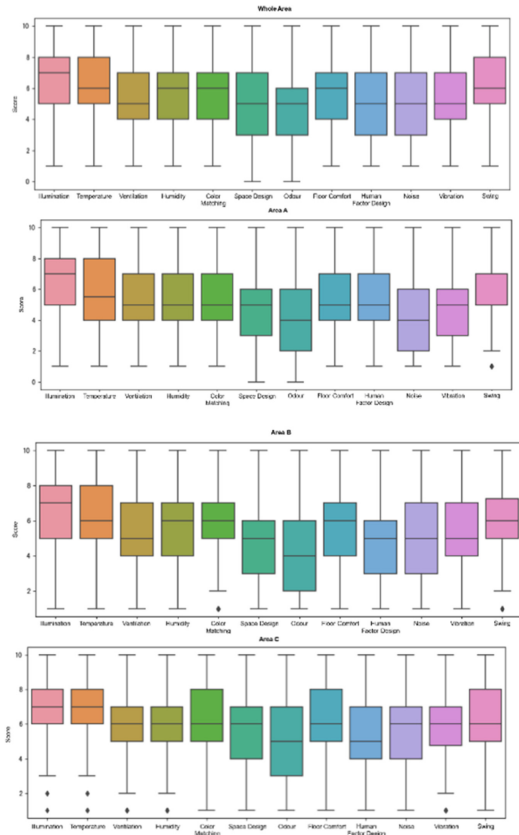 Whole Area
10
8
6
4
2
0
Score
Illumination Temperature Ventilation Humidity Color Matching Space Design Odour Floor Comfort Human Factor Design Noise Vibration Swing
Area A
10
8
6
4
2
0
Score
Illumination Temperature Ventilation Humidity Color Matching Space Design Odour Floor Comfort Human Factor Design Noise Vibration Swing
Area B
10
8
6
4
2
Score
Illumination Temperature Ventilation Humidity Color Matching Space Design Odour Floor Comfort Human Factor Design Noise Vibration Swing
Area C
10
8
6
4
2
Score
Illumination Temperature Ventilation Humidity Color Matching Space Design Odour Floor Comfort Human Factor Design Noise Vibration Swing